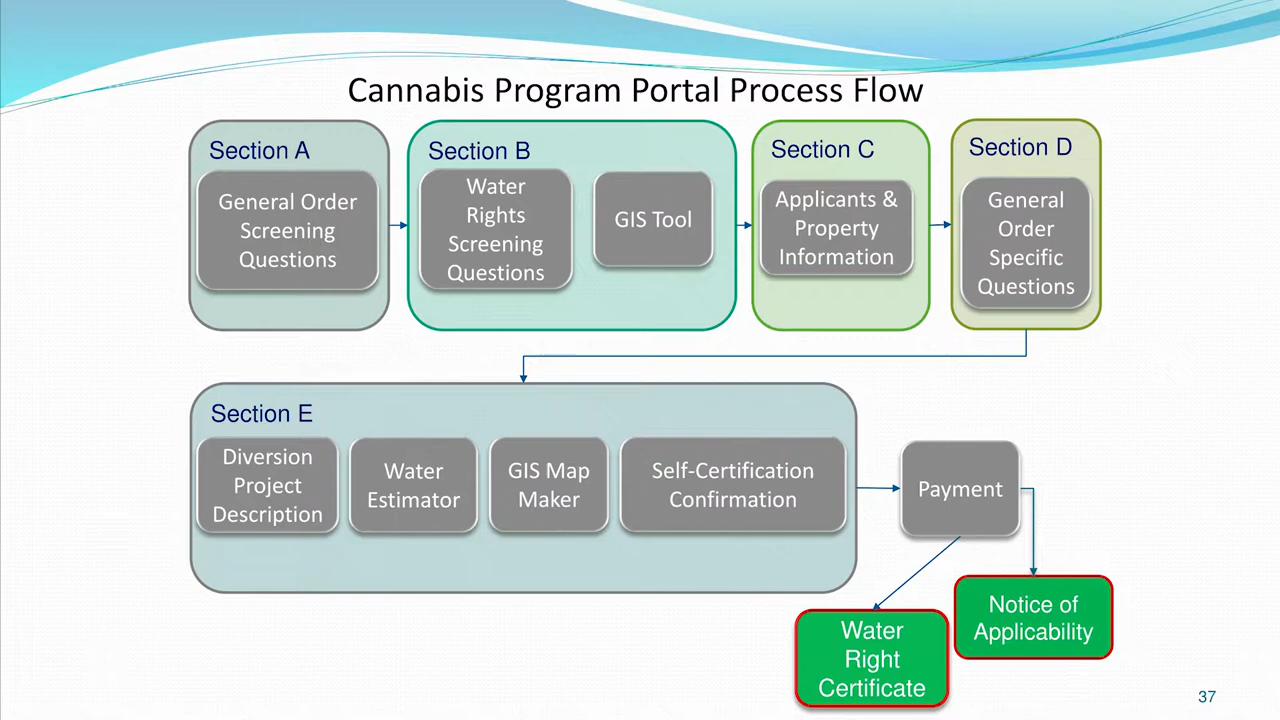 Cannabis Program Portal Process Flow
Section A
General Order
Screening
Questions
Section B
Water
Rights
Screening
Questions
GIS Tool
Section C
Applicants &
Property
Information
Section D
General
Order
Specific
Questions
Section E
Diversion
Project
Description
Water
Estimator
GIS Map
Maker
Self-Certification
Confirmation
Payment
Water
Right
Certificate
Notice of
Applicability
37